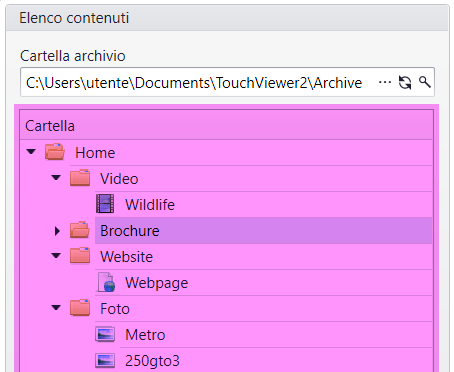 Elenco contenuti
Cartella archivio
C:\Users\utente\Documents\TouchViewer2\Archive ...
Cartella
Home
Video
Wildlife
Brochure
Website
Webpage
Foto
Metro
250gto3